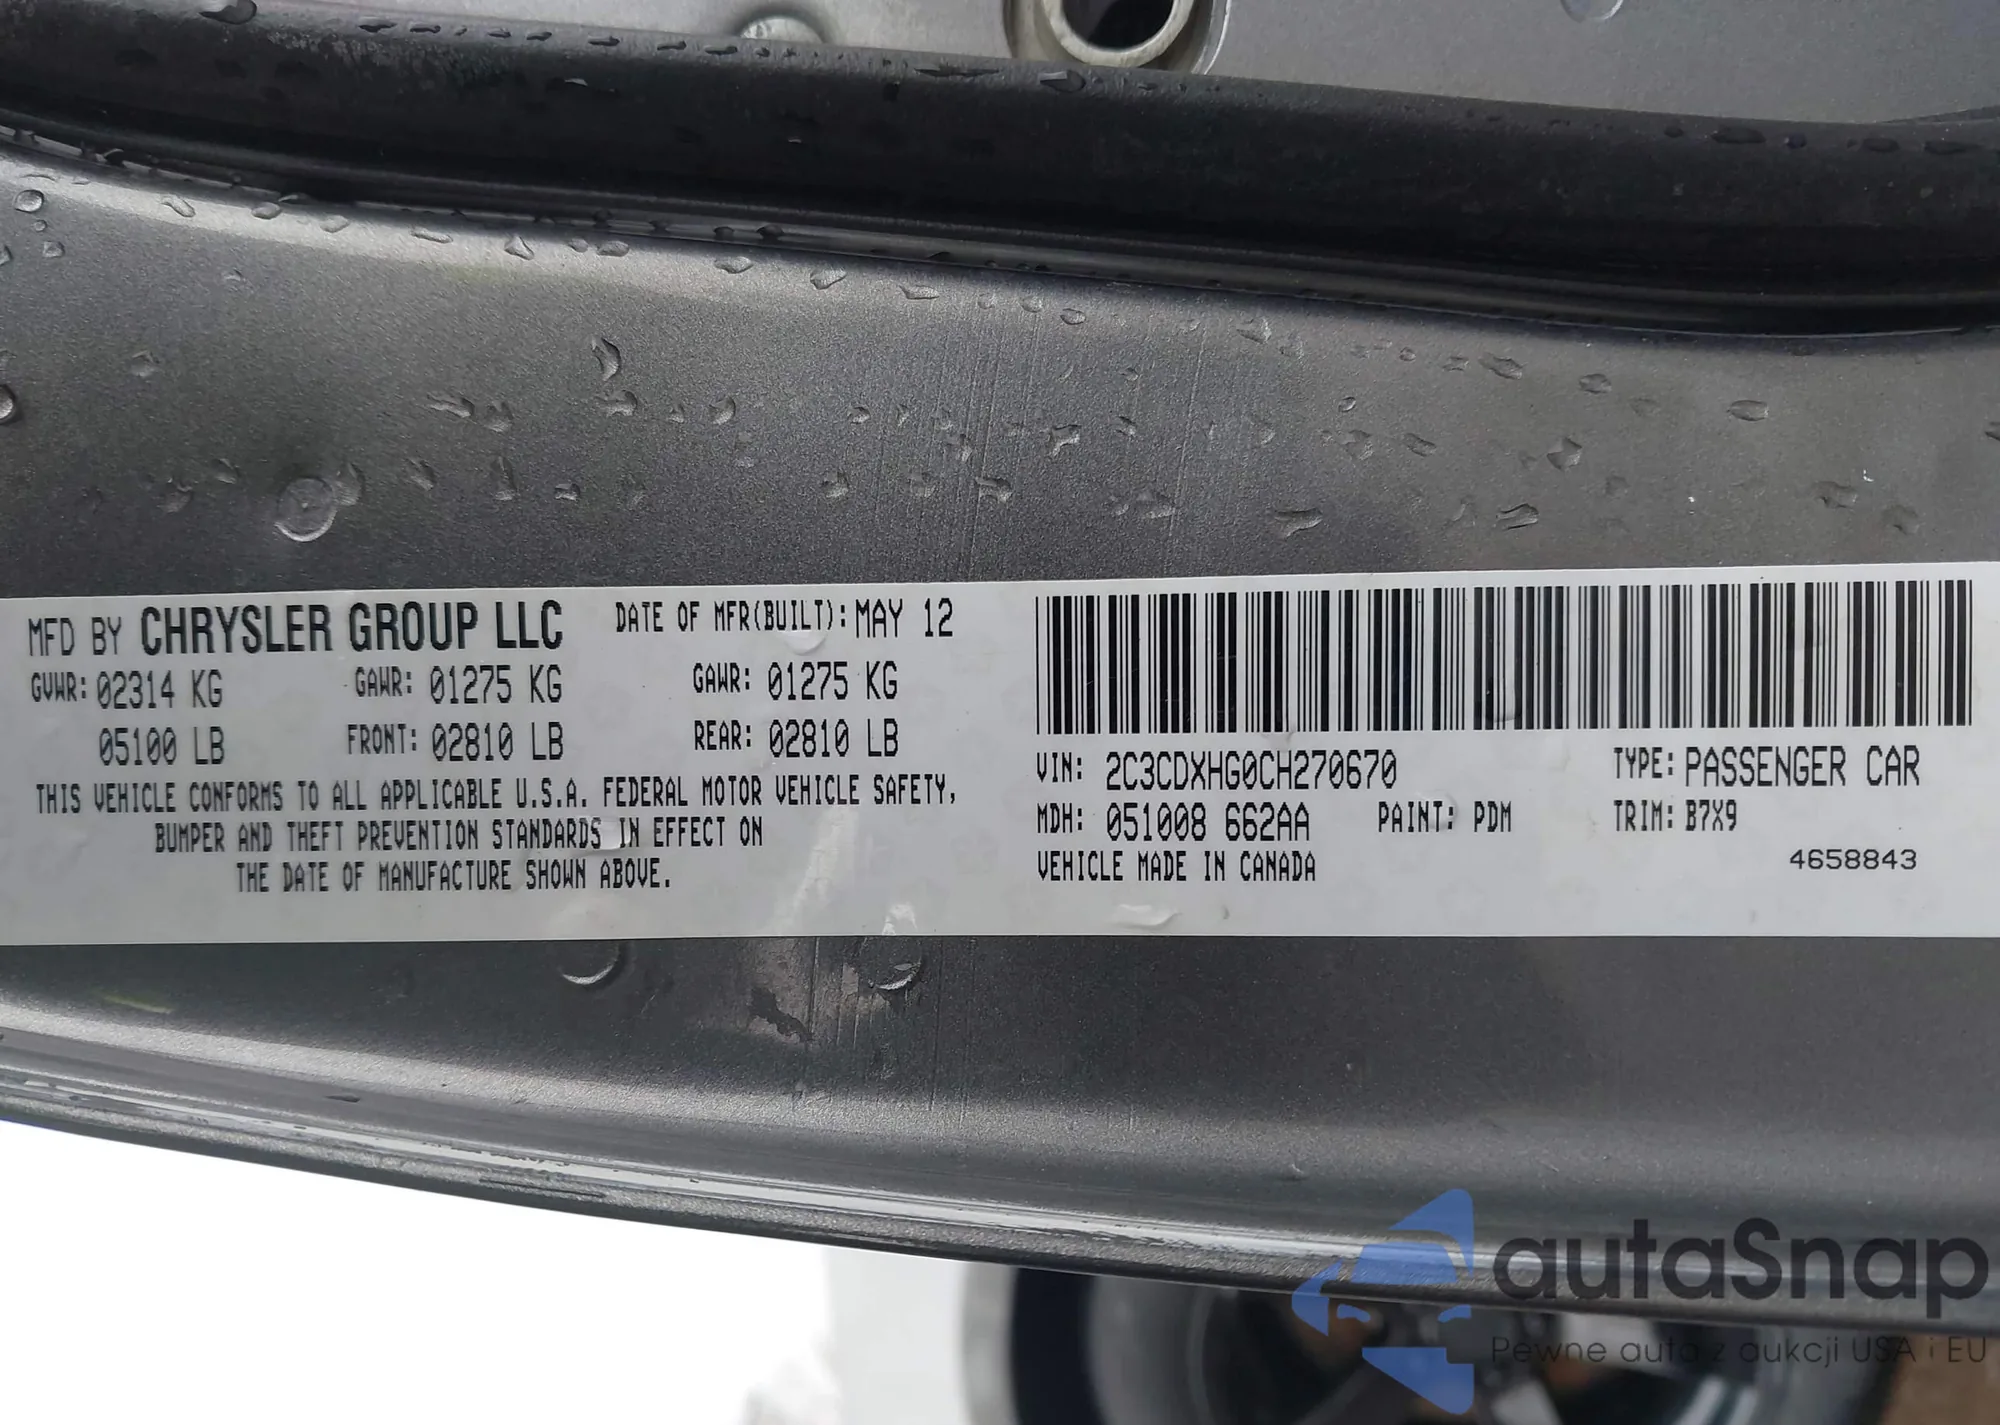 MFD BY CHRYSLER GROUP LLC DATE OF MFR(BUILT): MAY 12
GVWR: 02314 KG GAWR: 01275 KG GAWR: 01275 KG
05100 LB FRONT: 02810 LB REAR: 02810 LB
THIS VEHICLE CONFORMS TO ALL APPLICABLE U.S.A. FEDERAL MOTOR VEHICLE SAFETY,
BUMPER AND THEFT PREVENTION STANDARDS IN EFFECT ON
THE DATE OF MANUFACTURE SHOWN ABOVE.
VIN: 2C3CDXHG0CH270670 TYPE: PASSENGER CAR
MDH: 051008 662AA PAINT: PDM TRIM: B7X9
VEHICLE MADE IN CANADA 4658843
autaSnap
Pewne auta z aukcji USA i EU